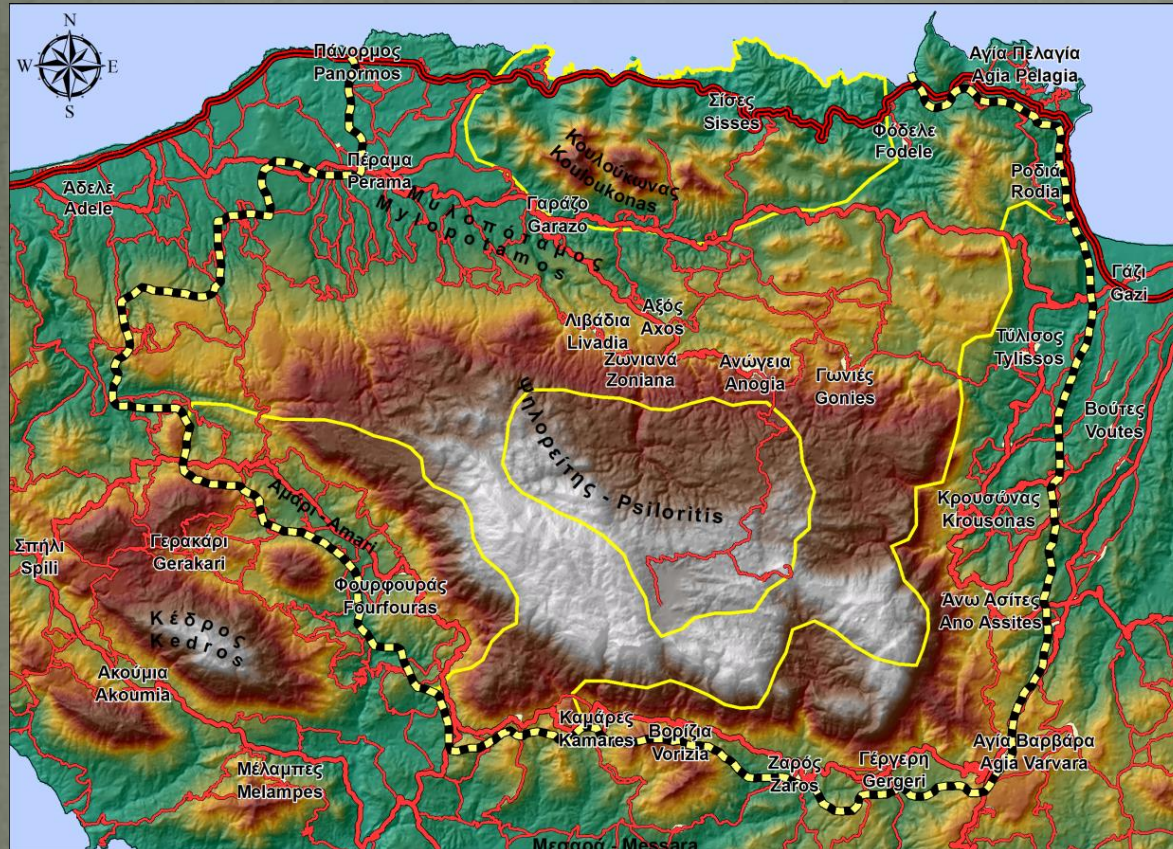 N
W E
S
Πάνορμος
Panormos
Αγία Πελαγία
Agia Pelagia
Σίσες
Sisses
Φόδελε
Fodele
Κουλούκωνας
Kouloukonas
Πέραμα
Perama
Άδελε
Adele
Ροδιά
Rodia
Γαράζο
Garazo
Μυλοπόταμος
Mylopotamos
Γάζι
Gazi
Αξός
Axos
Λιβάδια
Livadia
Τύλισος
Tylissos
Ζωνιανά
Zoniana
Ανώγεια
Anogia
Γωνιές
Gonies
Βούτες
Voutes
Ψηλορείτης - Psiloritis
Κρουσώνας
Krousonas
Αμάρι - Amari
Σπήλι
Spili
Γερακάρι
Gerakari
Φουρφουράς
Fourfouras
Άνω Ασίτες
Ano Assites
Κέδρος
Kedros
Ακούμια
Akoumia
Καμάρες
Kamares
Βορίζια
Vorizia
Αγία Βαρβάρα
Agia Varvara
Ζαρός
Zaros
Γέργερη
Gergeri
Μέλαμπες
Melampes
Μεσαρά - Messara